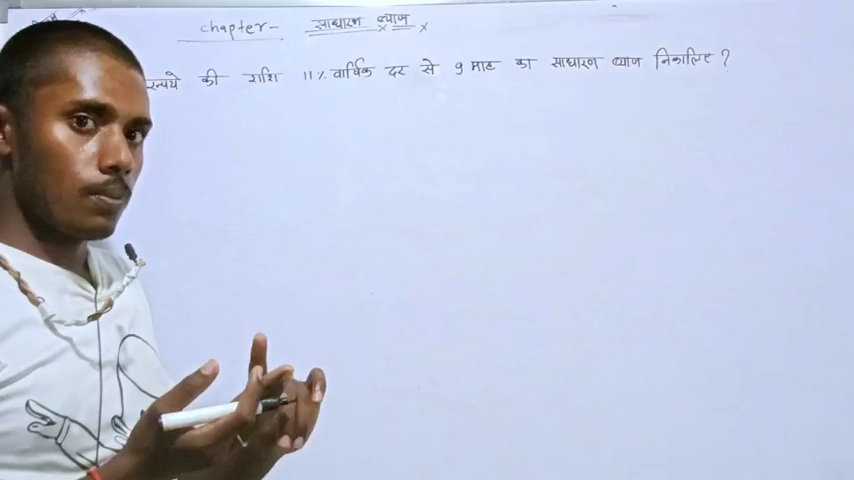 chapter- साधारण ब्याज
रूपये की राशि 11% वार्षिक दर से 9 माह का साधारण ब्याज निकालिए ?